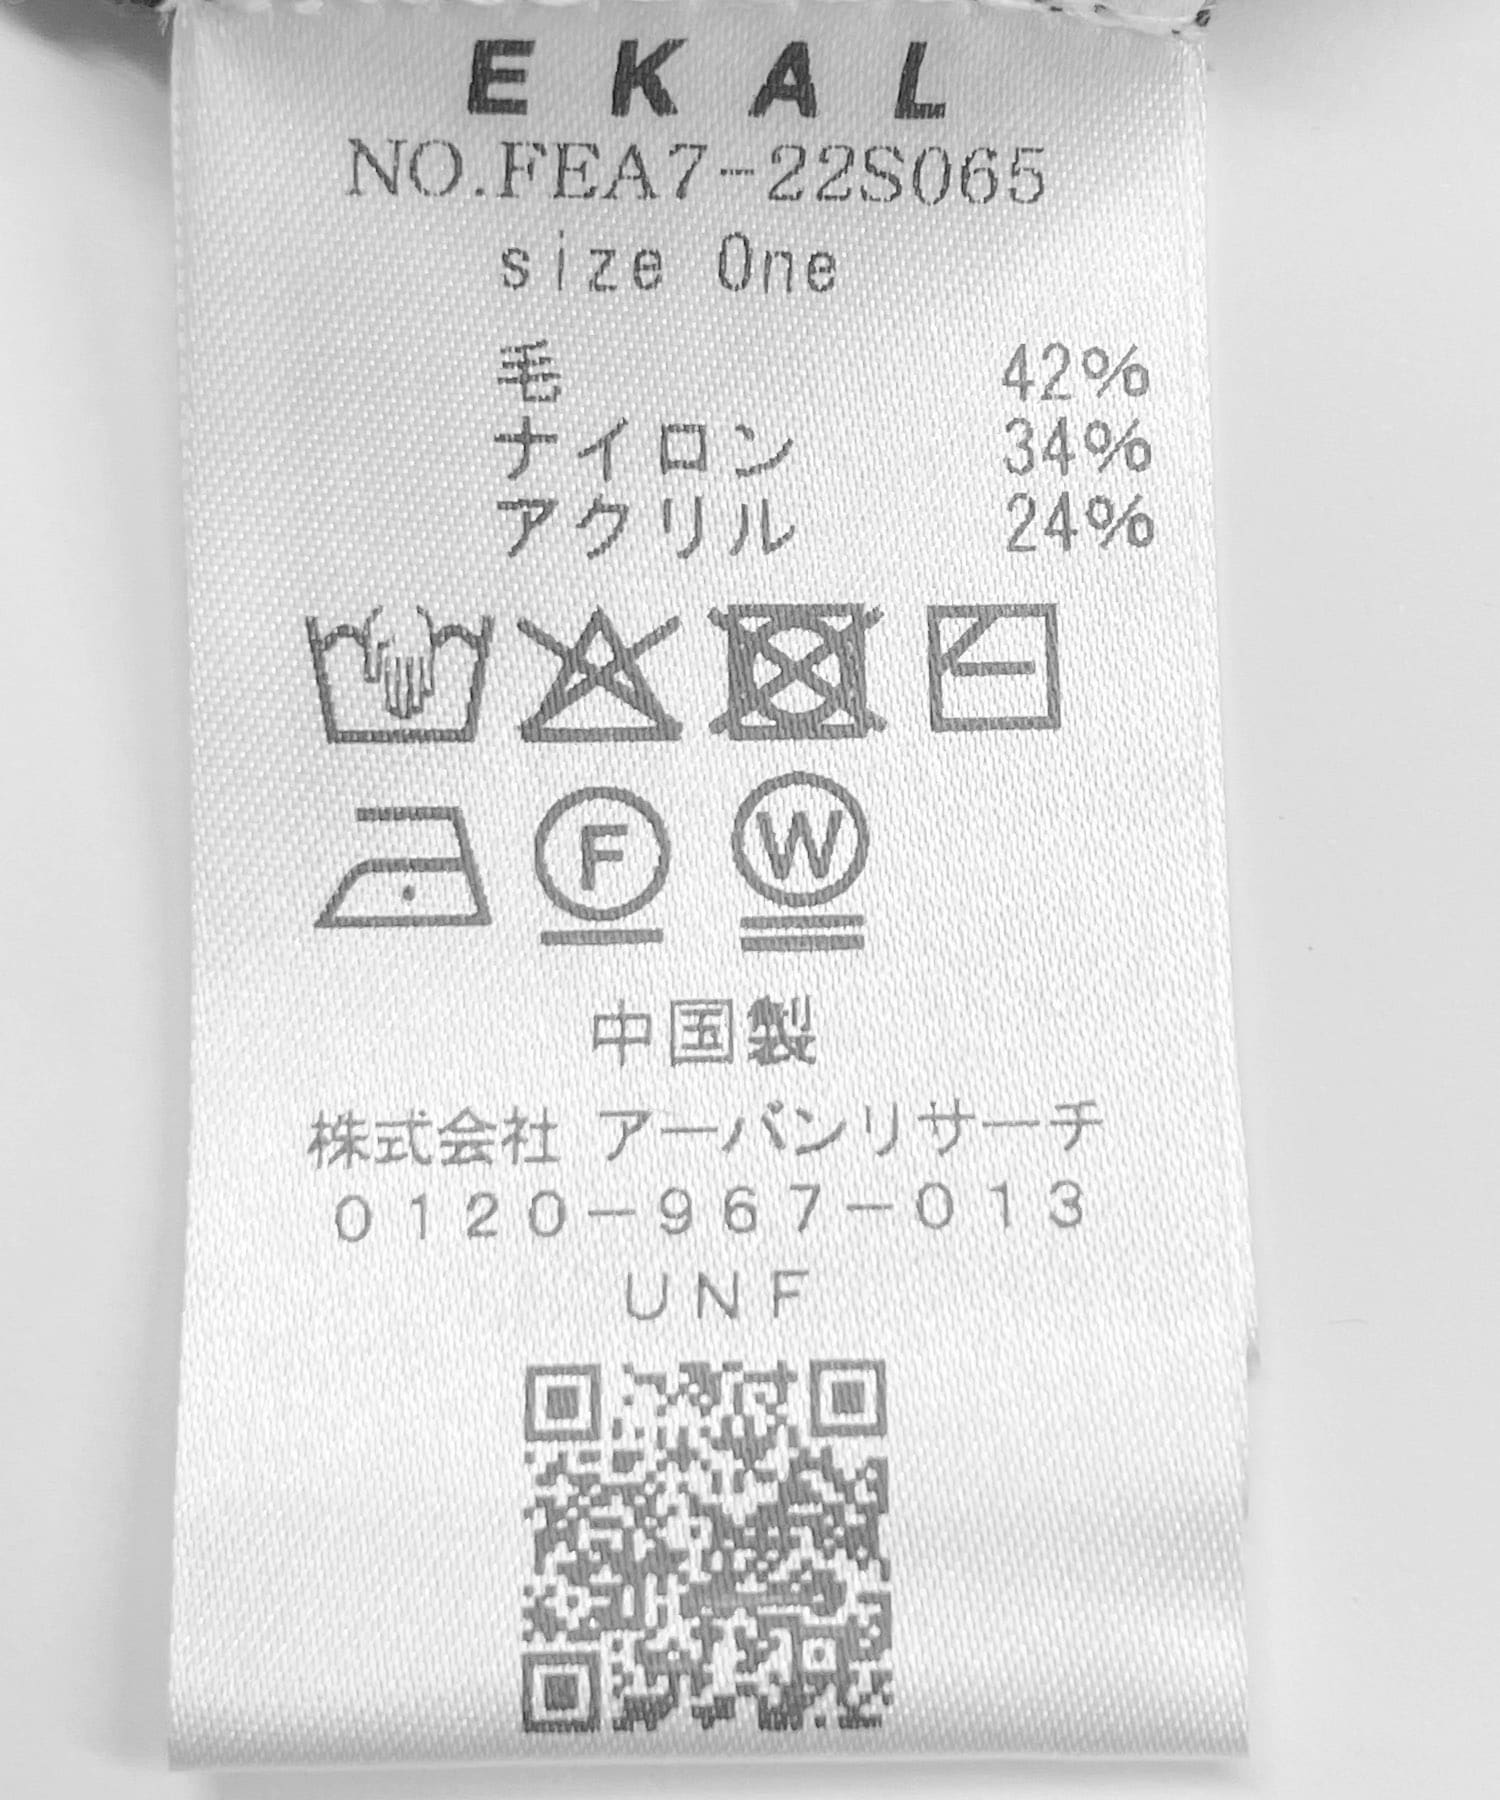 EKAL
NO.FEA7-22S065
size One
毛 42%
ナイロン 34%
アクリル 24%
F W
中国製
株式会社 アーバンリサーチ
0120-967-013
UNF